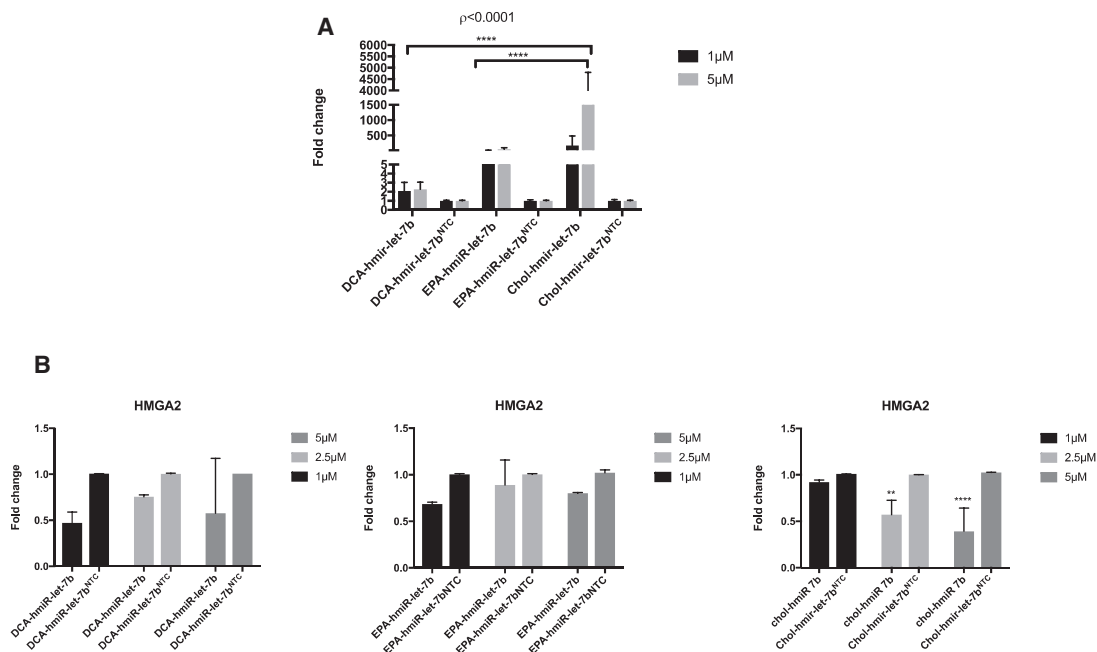 A
ρ<0.0001
****
****
6000
5500
5000
4500
4000
1500
1000
500
5
4
3
2
1
0
Fold change
1µM
5µM
DCA-hmir-let-7b
DCA-hmir-let-7bNTC
EPA-hmiR-let-7b
EPA-hmiR-let-7bNTC
Chol-hmir-let-7b
Chol-hmir-let-7bNTC
B
HMGA2
1.5
1.0
0.5
0.0
Fold change
5µM
2.5µM
1µM
DCA-hmiR-let-7b
DCA-hmiR-let-7bNTC
DCA-hmiR-let-7b
DCA-hmiR-let-7bNTC
DCA-hmiR-let-7b
DCA-hmiR-let-7bNTC
HMGA2
1.5
1.0
0.5
0.0
Fold change
5µM
2.5µM
1µM
EPA-hmiR-let-7b
EPA-hmiR-let-7bNTC
EPA-hmiR-let-7b
EPA-hmiR-let-7bNTC
EPA-hmiR-let-7b
EPA-hmiR-let-7bNTC
HMGA2
1.5
1.0
0.5
0.0
Fold change
**
****
1µM
2.5µM
5µM
chol-hmiR 7b
Chol-hmir-let-7bNTC
chol-hmiR 7b
Chol-hmir-let-7bNTC
chol-hmiR 7b
Chol-hmir-let-7bNTC